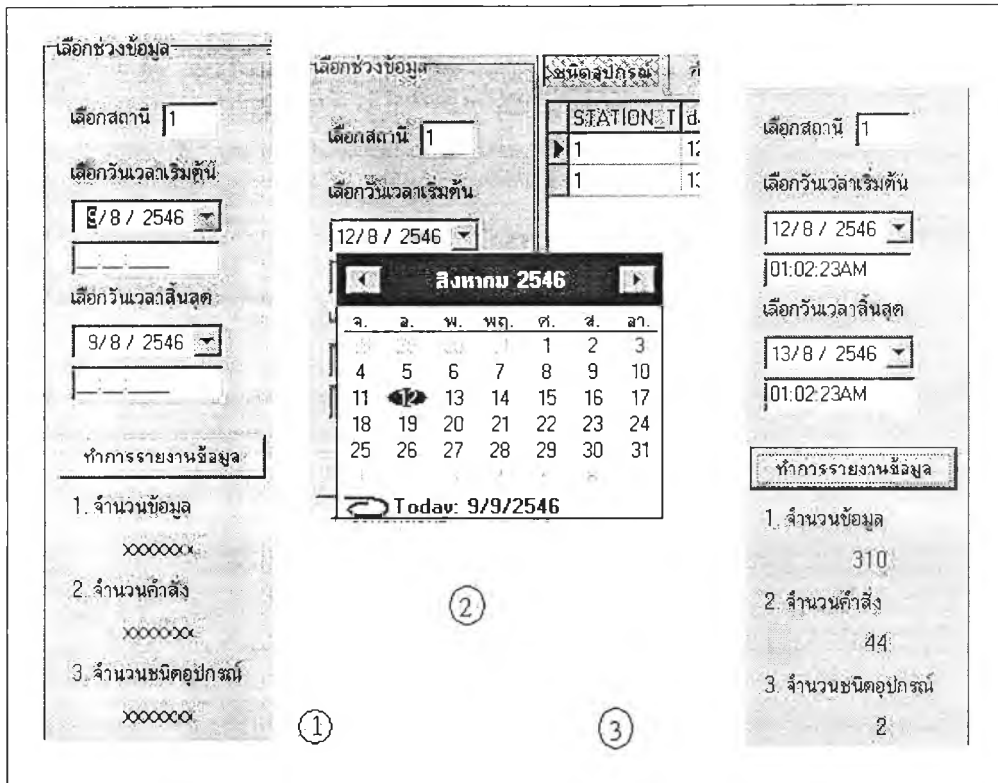 เลือกช่วงข้อมูล
เลือกสถานี 1
เลือกวันเวลาเริ่มต้น
9/8/ 2546
__:__:____
เลือกวันเวลาสิ้นสุด
9/8/ 2546
__:__:____
ทำการรายงานข้อมูล
1. จำนวนข้อมูล
xxxxxxx
2. จำนวนคำสั่ง
xxxxxxx
3. จำนวนชนิดอุปกรณ์
xxxxxxx
1
เลือกช่วงข้อมูล
เลือกสถานี 1
เลือกวันเวลาเริ่มต้น
12/8/ 2546
สิงหาคม 2546
จ. อ. พ. พฤ. ศ. ส. อา.
1 2 3
4 5 6 7 8 9 10
11 12 13 14 15 16 17
18 19 20 21 22 23 24
25 26 27 28 29 30 31
Today: 9/9/2546
2
ชนิดอุปกรณ์
STATION_T
1
1
3
เลือกสถานี 1
เลือกวันเวลาเริ่มต้น
12/8/ 2546
01:02:23AM
เลือกวันเวลาสิ้นสุด
13/8/ 2546
01:02:23AM
ทำการรายงานข้อมูล
1. จำนวนข้อมูล
310
2. จำนวนคำสั่ง
44
3. จำนวนชนิดอุปกรณ์
2